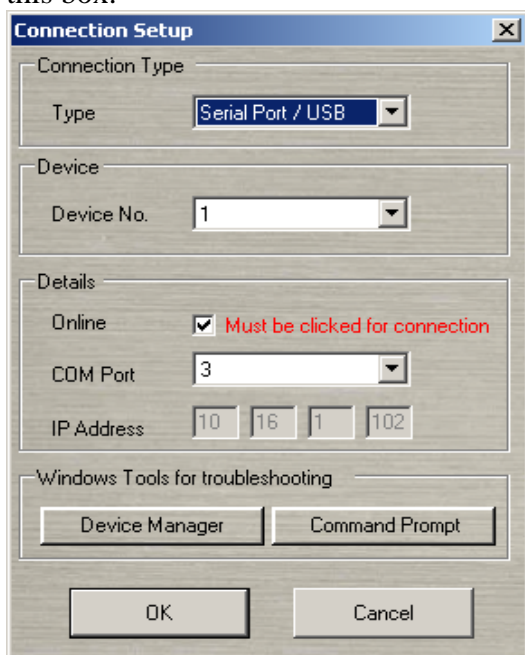 this box.
Connection Setup
Connection Type
Type Serial Port / USB
Device
Device No. 1
Details
Online Must be clicked for connection
COM Port 3
IP Address 10 16 1 102
Windows Tools for troubleshooting
Device Manager Command Prompt
OK Cancel